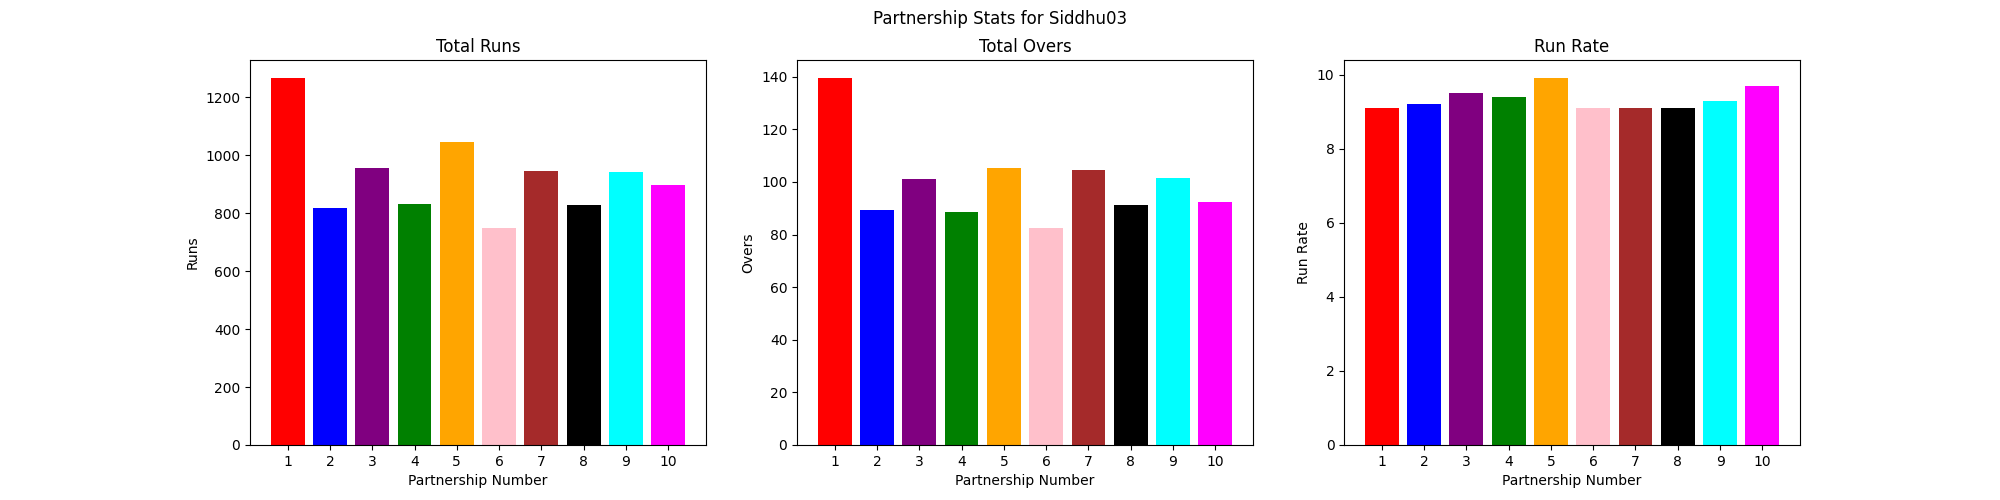 Partnership Stats for Siddhu03
Total Runs
Runs
1200
1000
800
600
400
200
0
1 2 3 4 5 6 7 8 9 10
Partnership Number
Total Overs
Overs
140
120
100
80
60
40
20
0
1 2 3 4 5 6 7 8 9 10
Partnership Number
Run Rate
Run Rate
10
8
6
4
2
0
1 2 3 4 5 6 7 8 9 10
Partnership Number